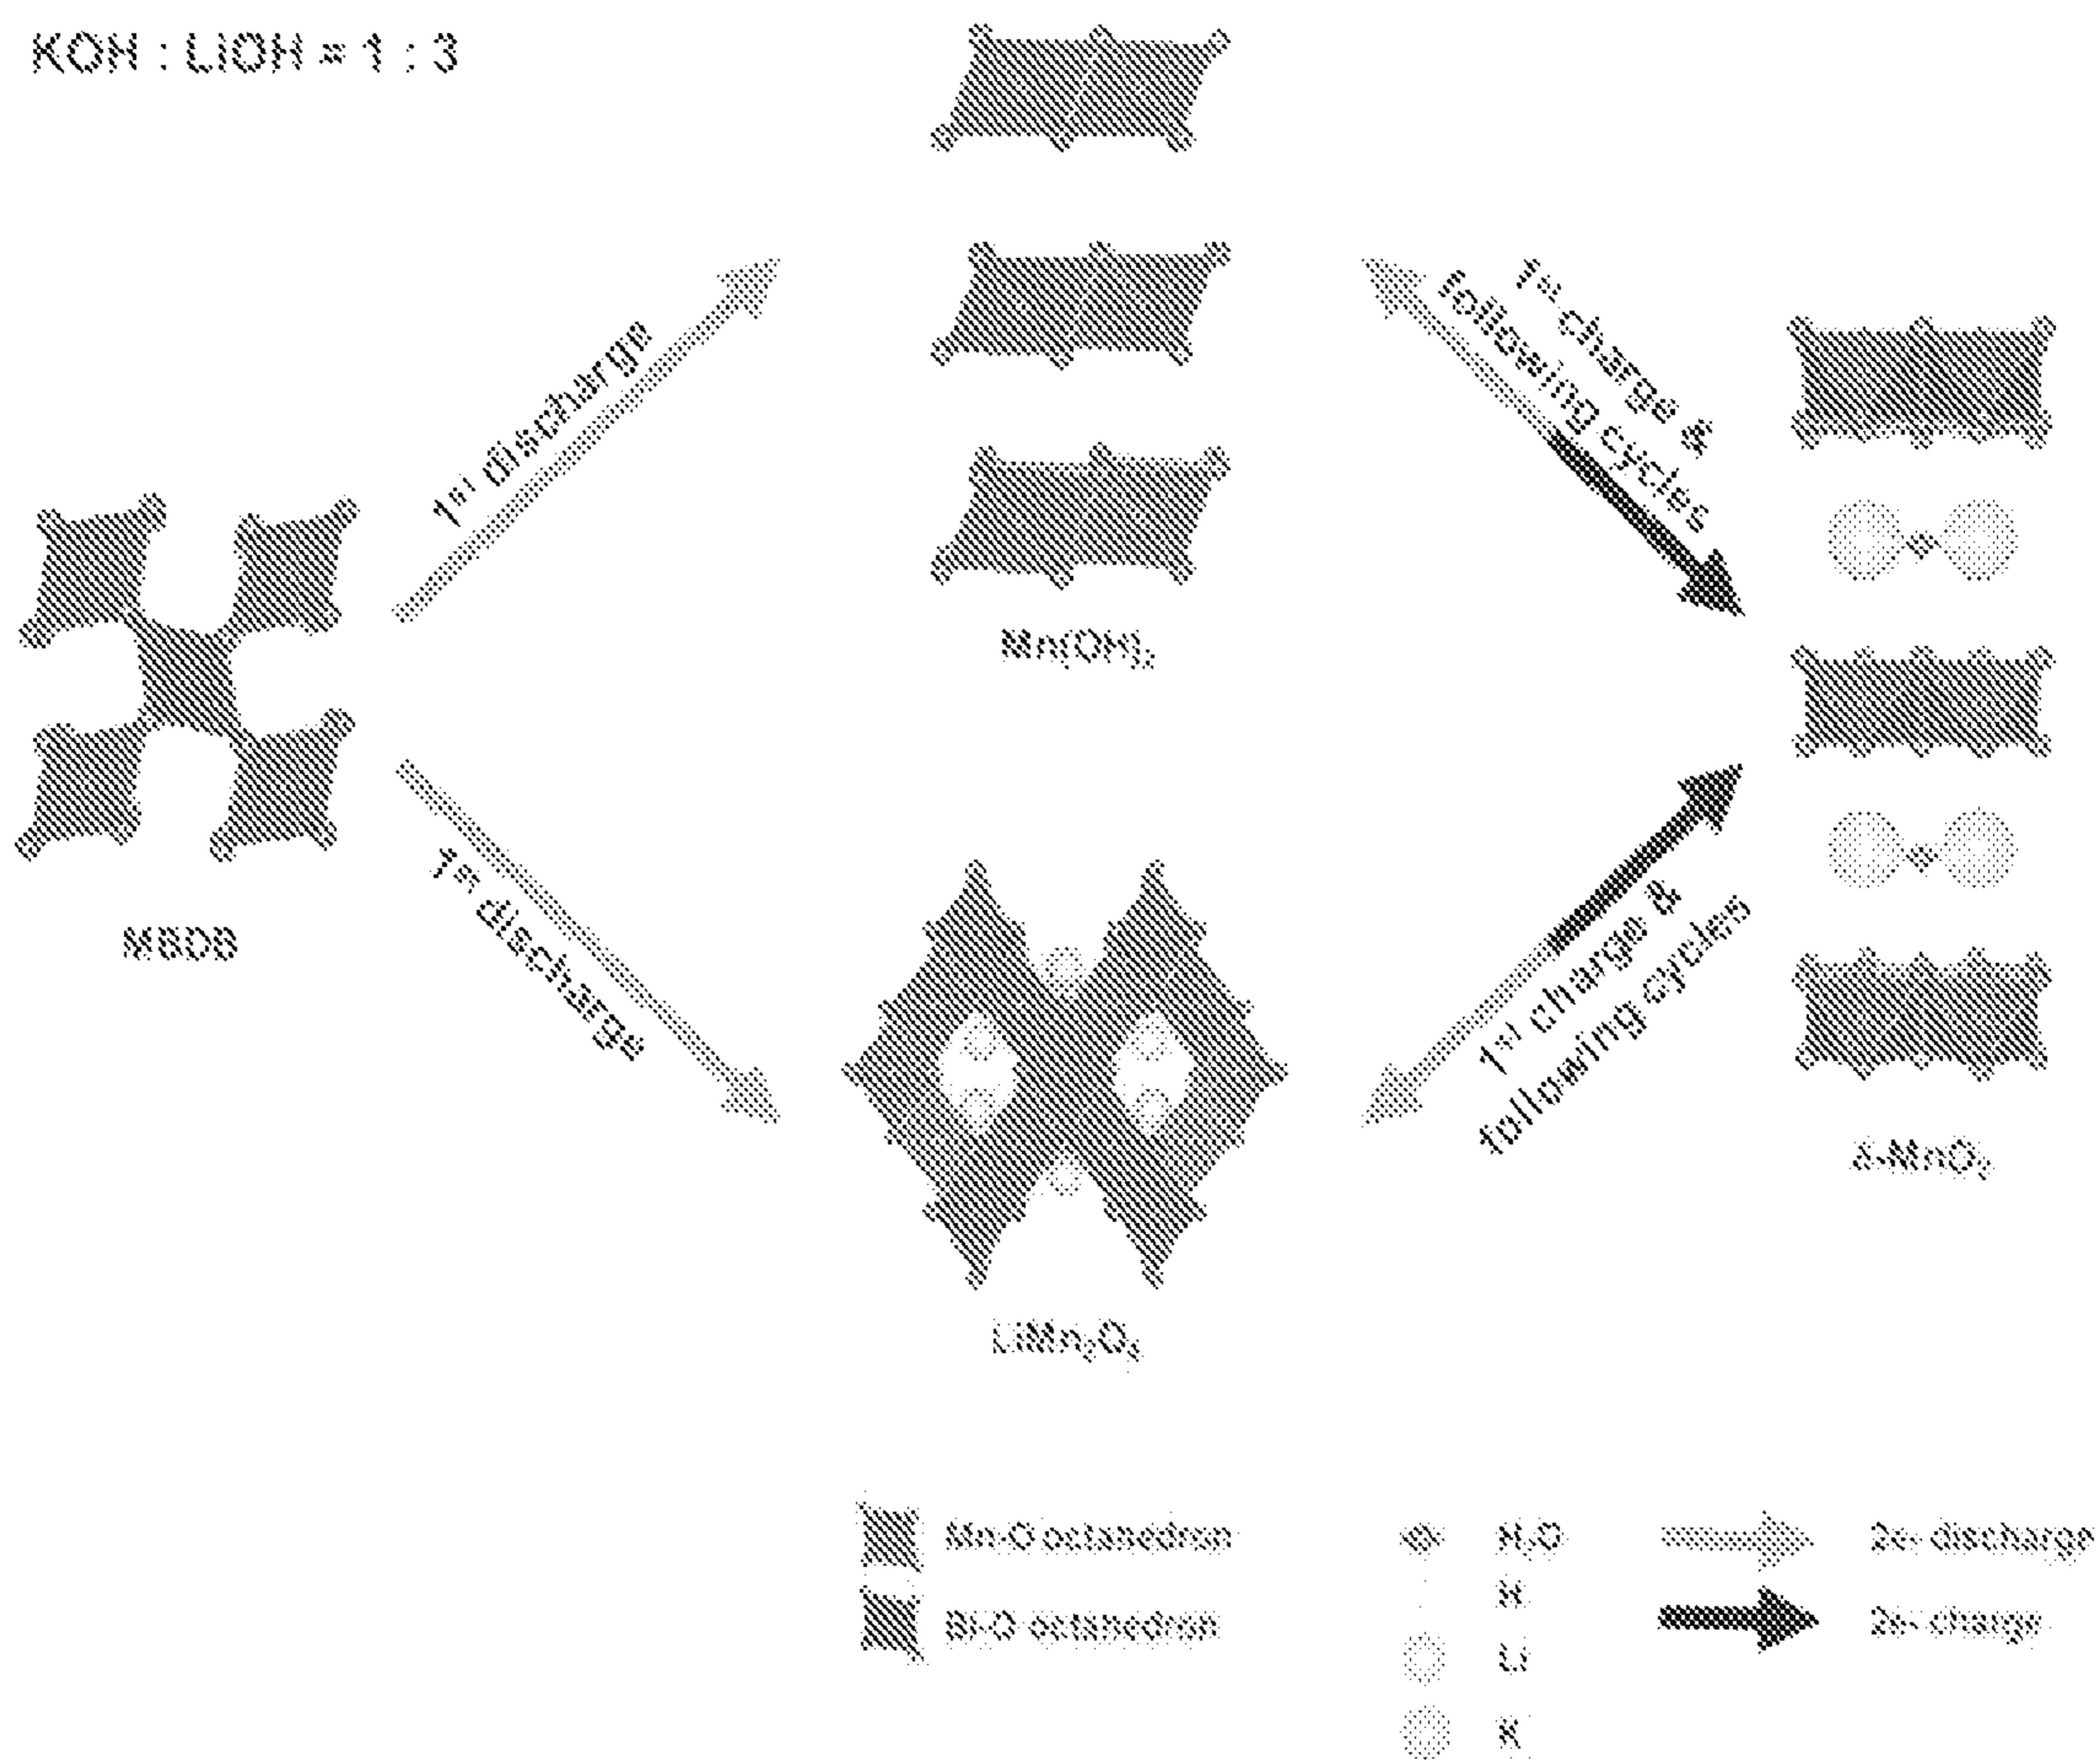 KOH : LiOH = 1 : 3
1st discharge
1st charge &
following cycles
Mn(OH)2
MBDB
1st discharge
1st charge &
following cycles
δ-MnO2
LiMn2O4
Mn-O octahedron
Bi-O octahedron
H2O
H
Li
K
2e- discharge
2e- charge